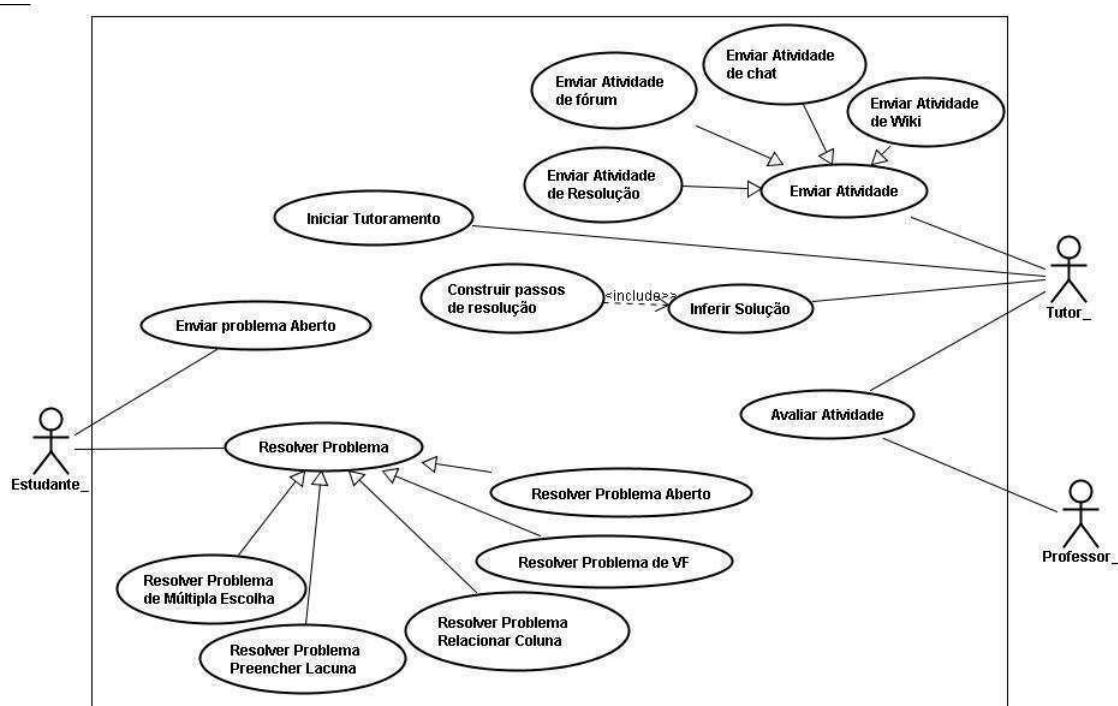 Enviar Atividade
de chat
Enviar Atividade
de fórum
Enviar Atividade
de Wiki
Enviar Atividade
de Resolução
Enviar Atividade
Iniciar Tutoramento
Construir passos
de resolução
<include>>
Inferir Solução
Tutor_
Enviar problema Aberto
Avaliar Atividade
Resolver Problema
Estudante_
Resolver Problema Aberto
Professor_
Resolver Problema de VF
Resolver Problema
de Múltipla Escolha
Resolver Problema
Relacionar Coluna
Resolver Problema
Preencher Lacuna